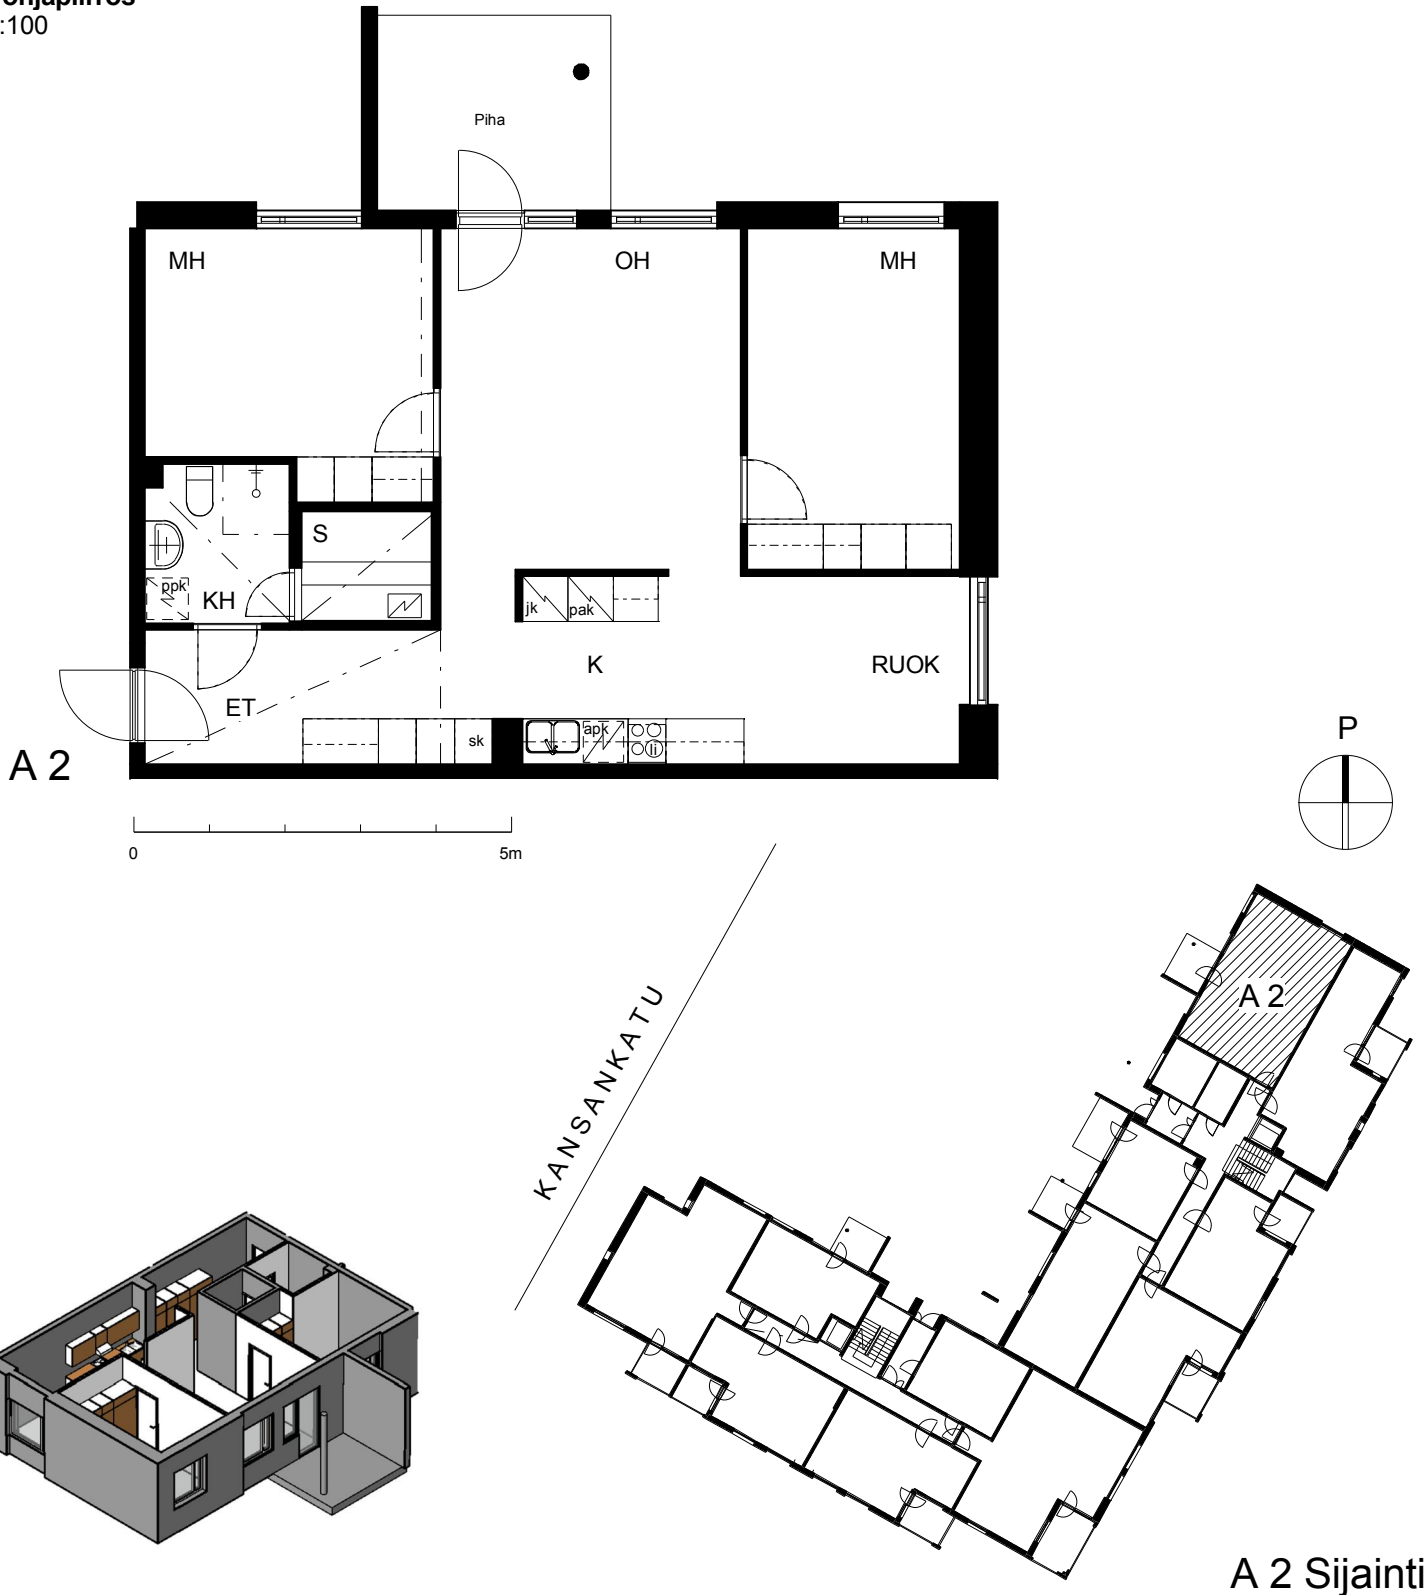 :100
Piha
MH
OH
MH
S
ppk
KH
jk
pak
K
RUOK
ET
sk
apk
li
A 2
P
0
5m
A 2
KANSANKATU
A 2 Sijainti